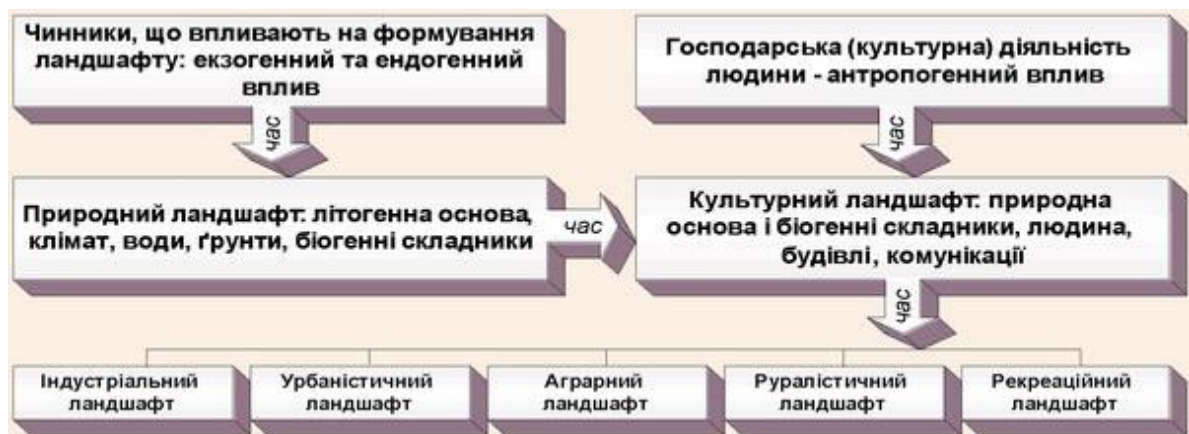 Чинники, що впливають на формування
ландшафту: екзогенний та ендогенний
вплив
Господарська (культурна) діяльність
людини - антропогенний вплив
час
час
Природний ландшафт: літогенна основа,
клімат, води, ґрунти, біогенні складники
час
Культурний ландшафт: природна
основа і біогенні складники, людина,
будівлі, комунікації
час
Індустріальний
ландшафт
Урбаністичний
ландшафт
Аграрний
ландшафт
Руралістичний
ландшафт
Рекреаційний
ландшафт